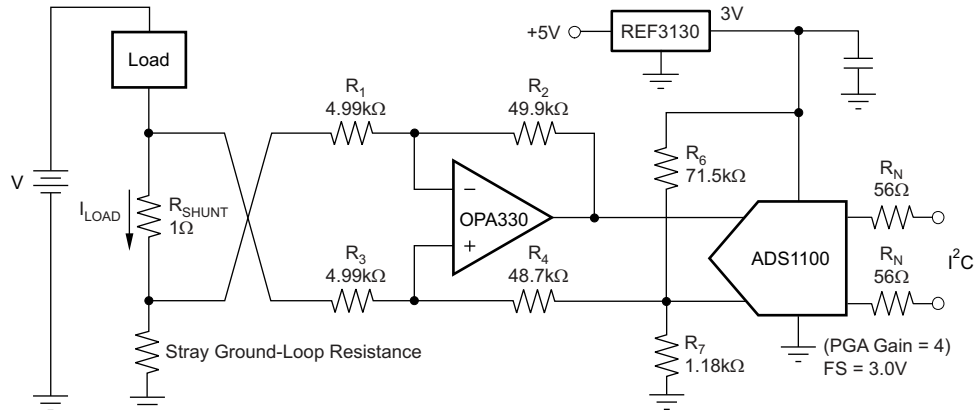 REF3130
3V
+5V
Load
R1
4.99kΩ
R2
49.9kΩ
V
ILOAD
RSHUNT
1Ω
−
+
OPA330
R6
71.5kΩ
RN
56Ω
ADS1100
I²C
R3
4.99kΩ
R4
48.7kΩ
RN
56Ω
Stray Ground-Loop Resistance
R7
1.18kΩ
(PGA Gain = 4)
FS = 3.0V